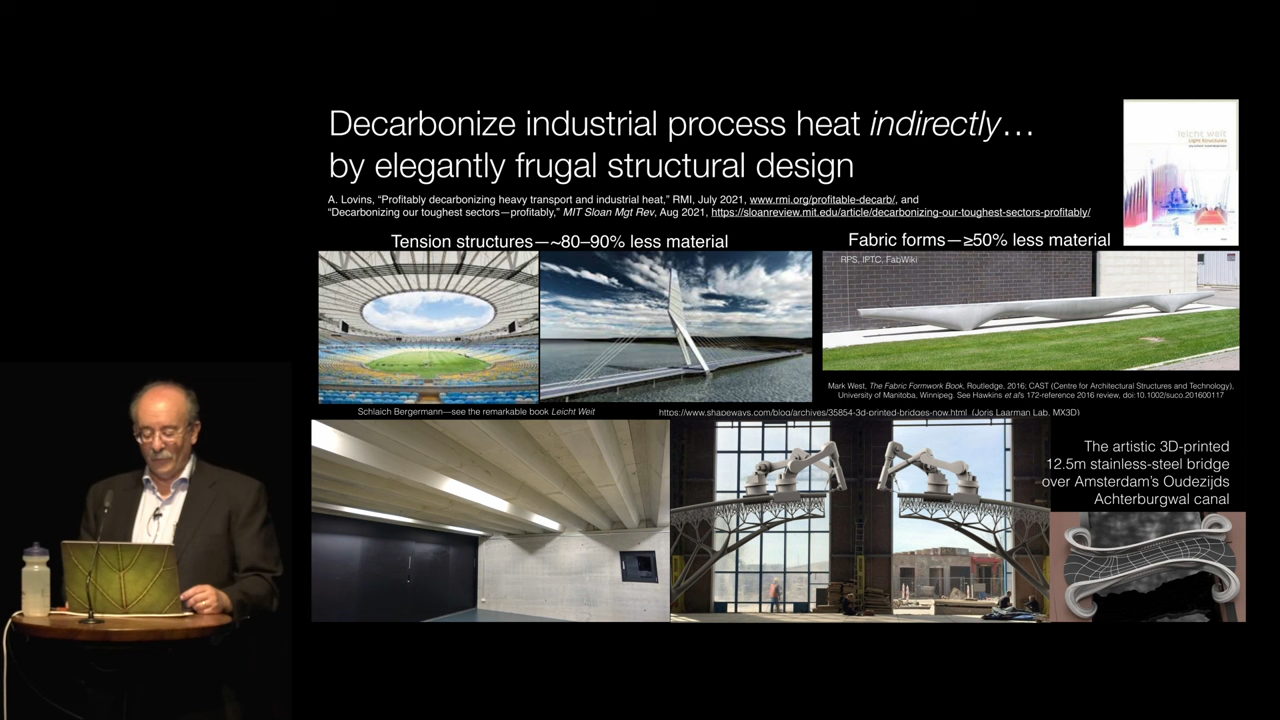 Decarbonize industrial process heat indirectly…
by elegantly frugal structural design
A. Lovins, “Profitably decarbonizing heavy transport and industrial heat,” RMI, July 2021, www.rmi.org/profitable-decarb/, and
“Decarbonizing our toughest sectors—profitably,” MIT Sloan Mgt Rev, Aug 2021, https://sloanreview.mit.edu/article/decarbonizing-our-toughest-sectors-profitably/
leicht weit
Light Structures
Tension structures—~80–90% less material
Fabric forms—≥50% less material
RPS, IPTC, FabWiki
Mark West, The Fabric Formwork Book, Routledge, 2016; CAST (Centre for Architectural Structures and Technology),
University of Manitoba, Winnipeg. See Hawkins et al's 172-reference 2016 review, doi:10.1002/suco.201600117
Schlaich Bergermann—see the remarkable book Leicht Weit
https://www.shapeways.com/blog/archives/35854-3d-printed-bridges-now.html (Joris Laarman Lab, MX3D)
The artistic 3D-printed
12.5m stainless-steel bridge
over Amsterdam’s Oudezijds
Achterburgwal canal